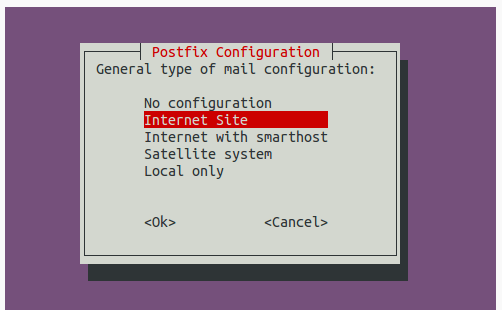 Postfix Configuration
General type of mail configuration:
No configuration
Internet Site
Internet with smarthost
Satellite system
Local only
<Ok> <Cancel>